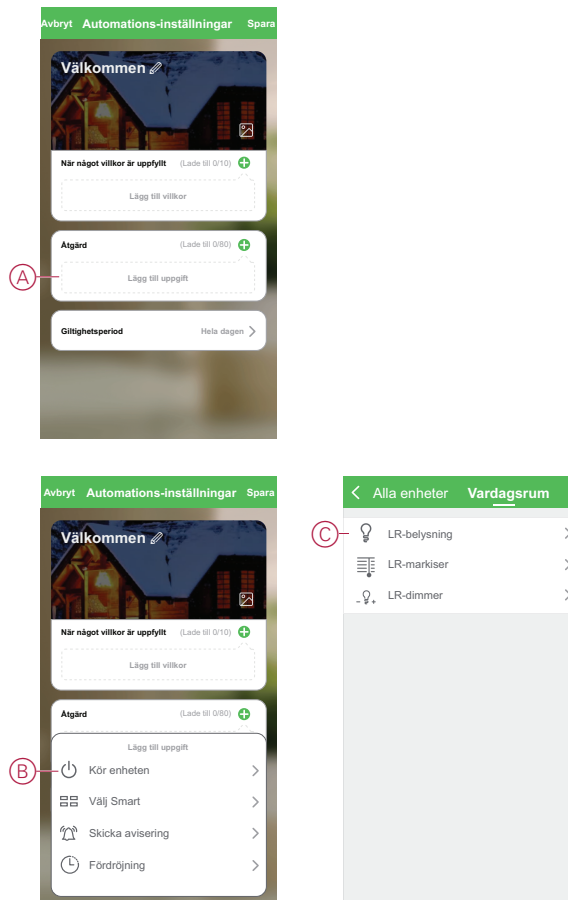 Avbryt Automations-inställningar Spara
Välkommen
När något villkor är uppfyllt (Lade till 0/10)
Lägg till villkor
Åtgärd (Lade till 0/80)
A
Lägg till uppgift
Giltighetsperiod Hela dagen
Avbryt Automations-inställningar Spara
Välkommen
När något villkor är uppfyllt (Lade till 0/10)
Lägg till villkor
Åtgärd (Lade till 0/80)
Lägg till uppgift
B Kör enheten
Välj Smart
Skicka avisering
Fördröjning
Alla enheter Vardagsrum
C LR-belysning
LR-markiser
LR-dimmer